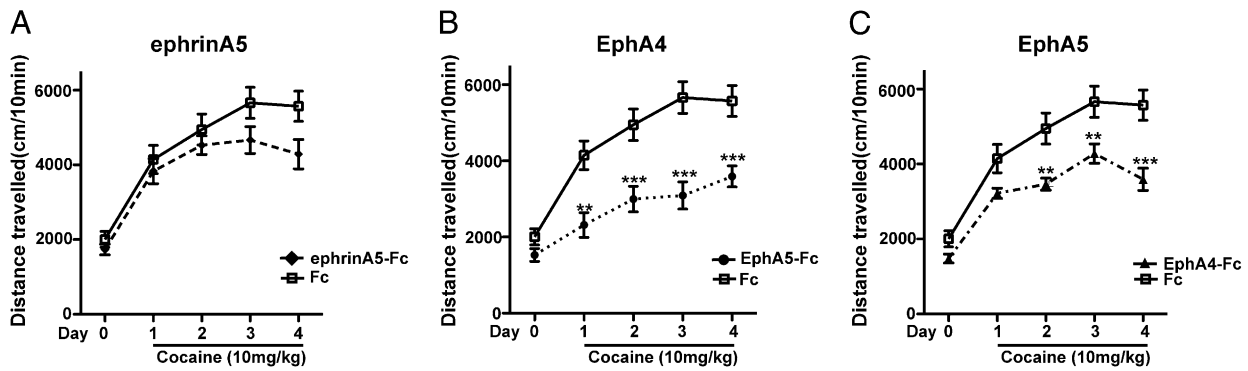 A
ephrinA5
Distance travelled(cm/10min)
6000
4000
2000
0
ephrinA5-Fc
Fc
Day 0 1 2 3 4
Cocaine (10mg/kg)
B
EphA4
Distance travelled(cm/10min)
6000
4000
2000
0
**
***
***
***
EphA5-Fc
Fc
Day 0 1 2 3 4
Cocaine (10mg/kg)
C
EphA5
Distance travelled(cm/10min)
6000
4000
2000
0
**
**
***
EphA4-Fc
Fc
Day 0 1 2 3 4
Cocaine (10mg/kg)